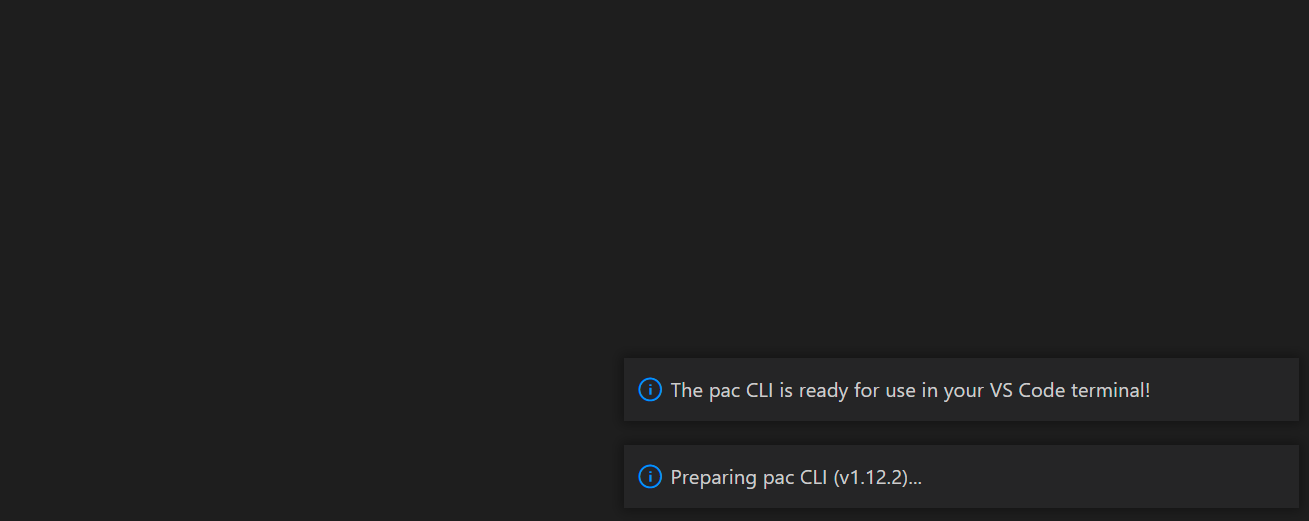 The pac CLI is ready for use in your VS Code terminal!
Preparing pac CLI (v1.12.2)...